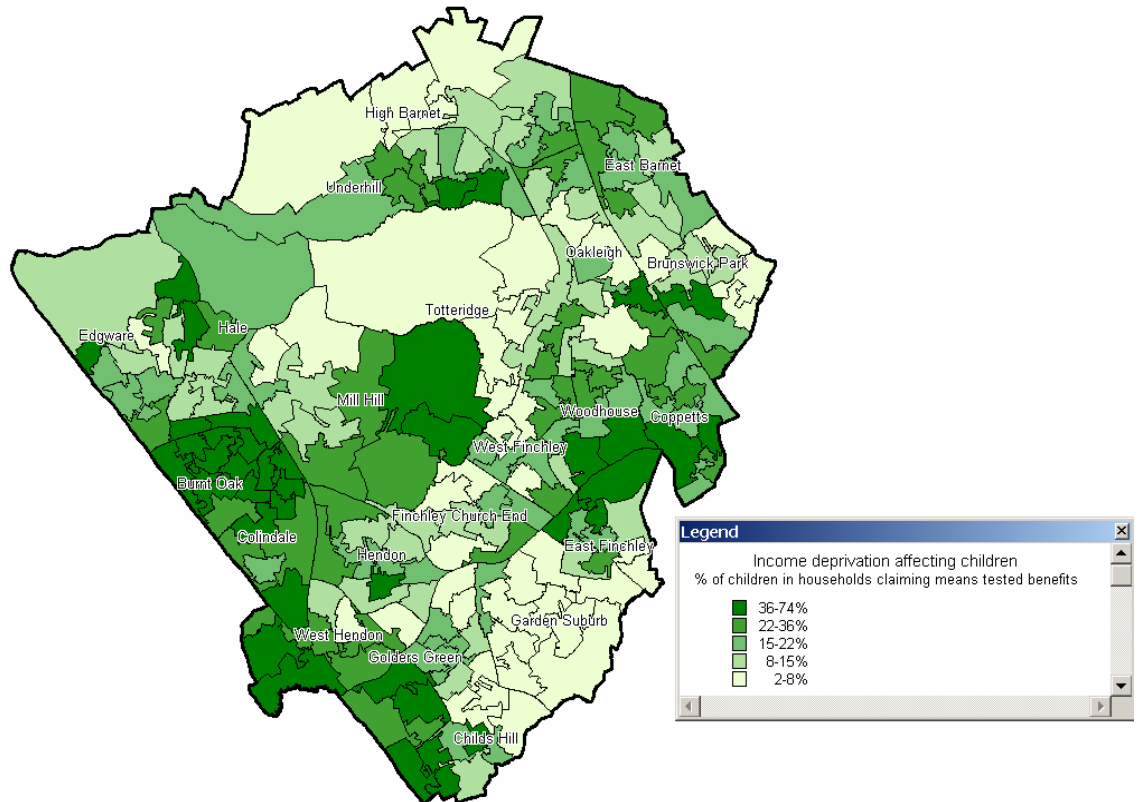 High Barnet
East Barnet
Underhill
Oakleigh
Brunswick Park
Totteridge
Edgware
Hale
Mill Hill
Woodhouse
Coppetts
West Finchley
Burnt Oak
Finchley Church End
Colindale
Hendon
East Finchley
Garden Suburb
West Hendon
Golders Green
Childs Hill
Legend
Income deprivation affecting children
% of children in households claiming means tested benefits
36-74%
22-36%
15-22%
8-15%
2-8%